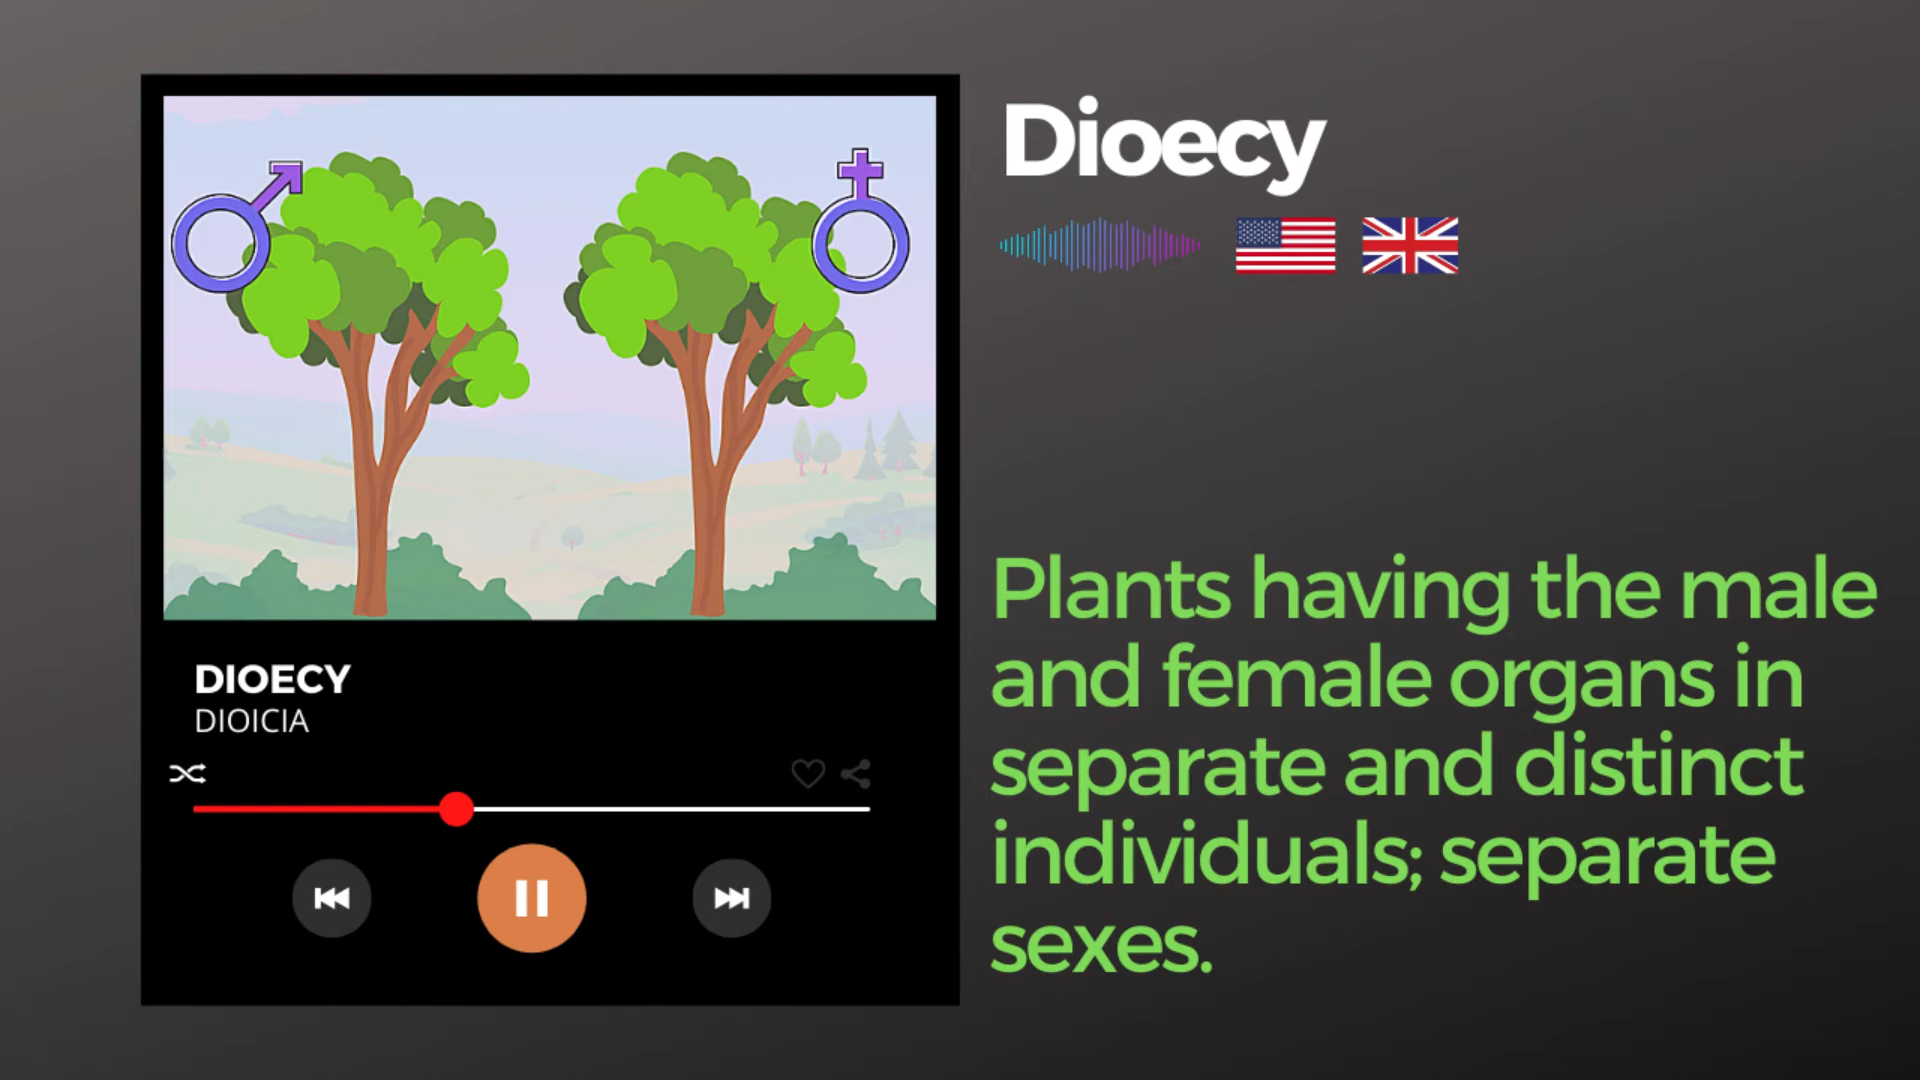 Dioecy
DIOECY
DIOICIA
Plants having the male
and female organs in
separate and distinct
individuals; separate
sexes.